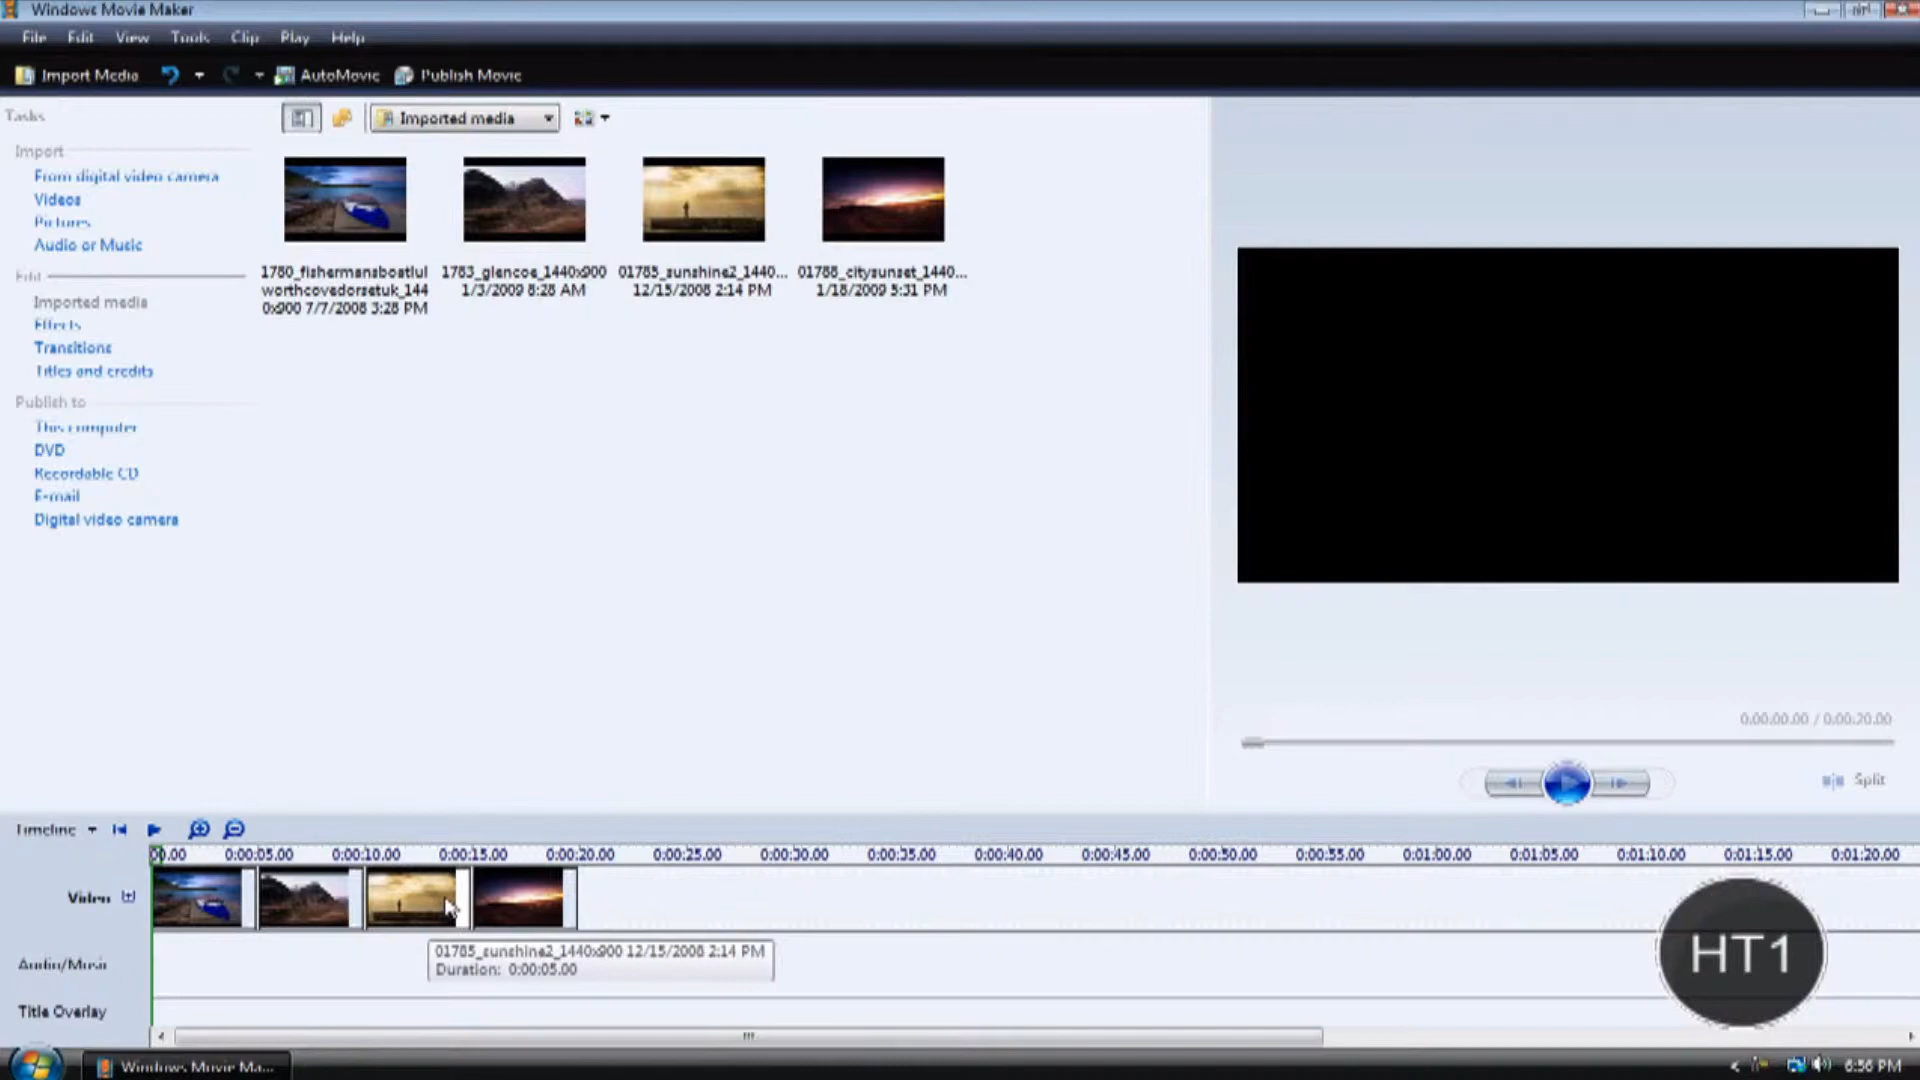 Windows Movie Maker
File Edit View Tools Clip Play Help
Import Media AutoMovie Publish Movie
Tasks
Imported media
Import
From digital video camera
Videos
Pictures
Audio or Music
Edit
Imported media
Effects
Transitions
Titles and credits
Publish to
This computer
DVD
Recordable CD
E-mail
Digital video camera
1780_fishermansboatlul
worthcovedorsetuk_144
0x900 7/7/2008 3:28 PM
1783_glencoe_1440x900
1/3/2009 8:28 AM
01785_sunshine2_1440...
12/15/2008 2:14 PM
01788_citysunset_1440...
1/18/2009 5:31 PM
0:00:00.00 / 0:00:20.00
Split
Timeline
00.00 0:00:05.00 0:00:10.00 0:00:15.00 0:00:20.00 0:00:25.00 0:00:30.00 0:00:35.00 0:00:40.00 0:00:45.00 0:00:50.00 0:00:55.00 0:01:00.00 0:01:05.00 0:01:10.00 0:01:15.00 0:01:20.00
Video
Audio/Music
01785_sunshine2_1440x900 12/15/2008 2:14 PM
Duration: 0:00:05.00
HT1
Title Overlay
Windows Movie Ma...
6:56 PM